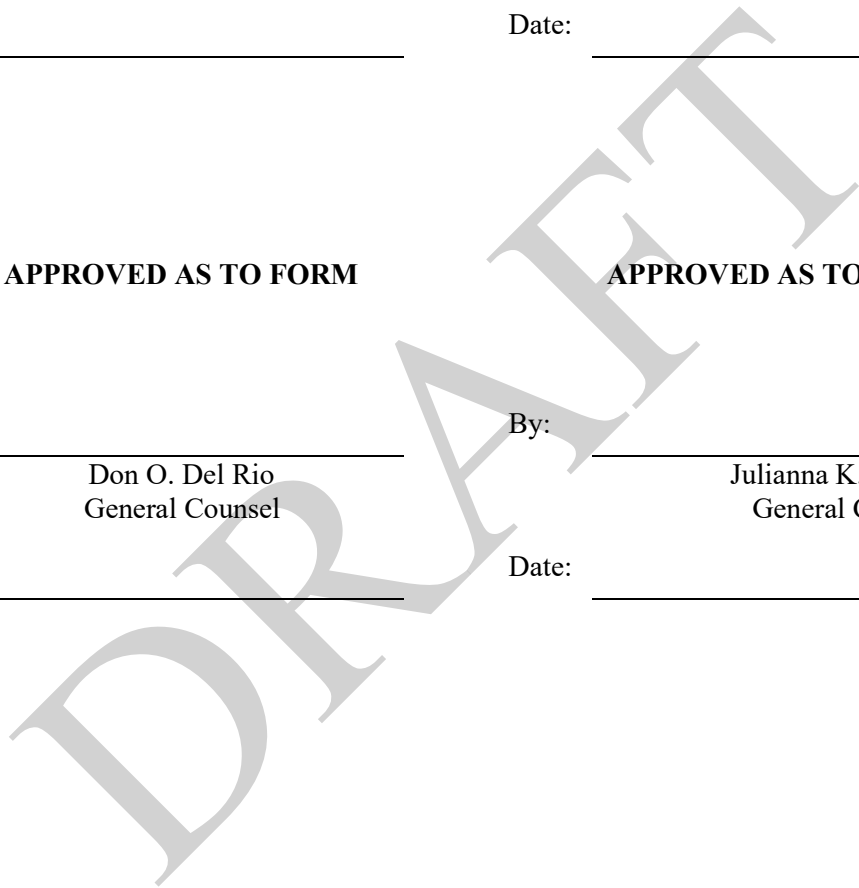 Date:
APPROVED AS TO FORM APPROVED AS TO
By:
Don O. Del Rio Julianna K.
General Counsel General
Date:
DRAFT